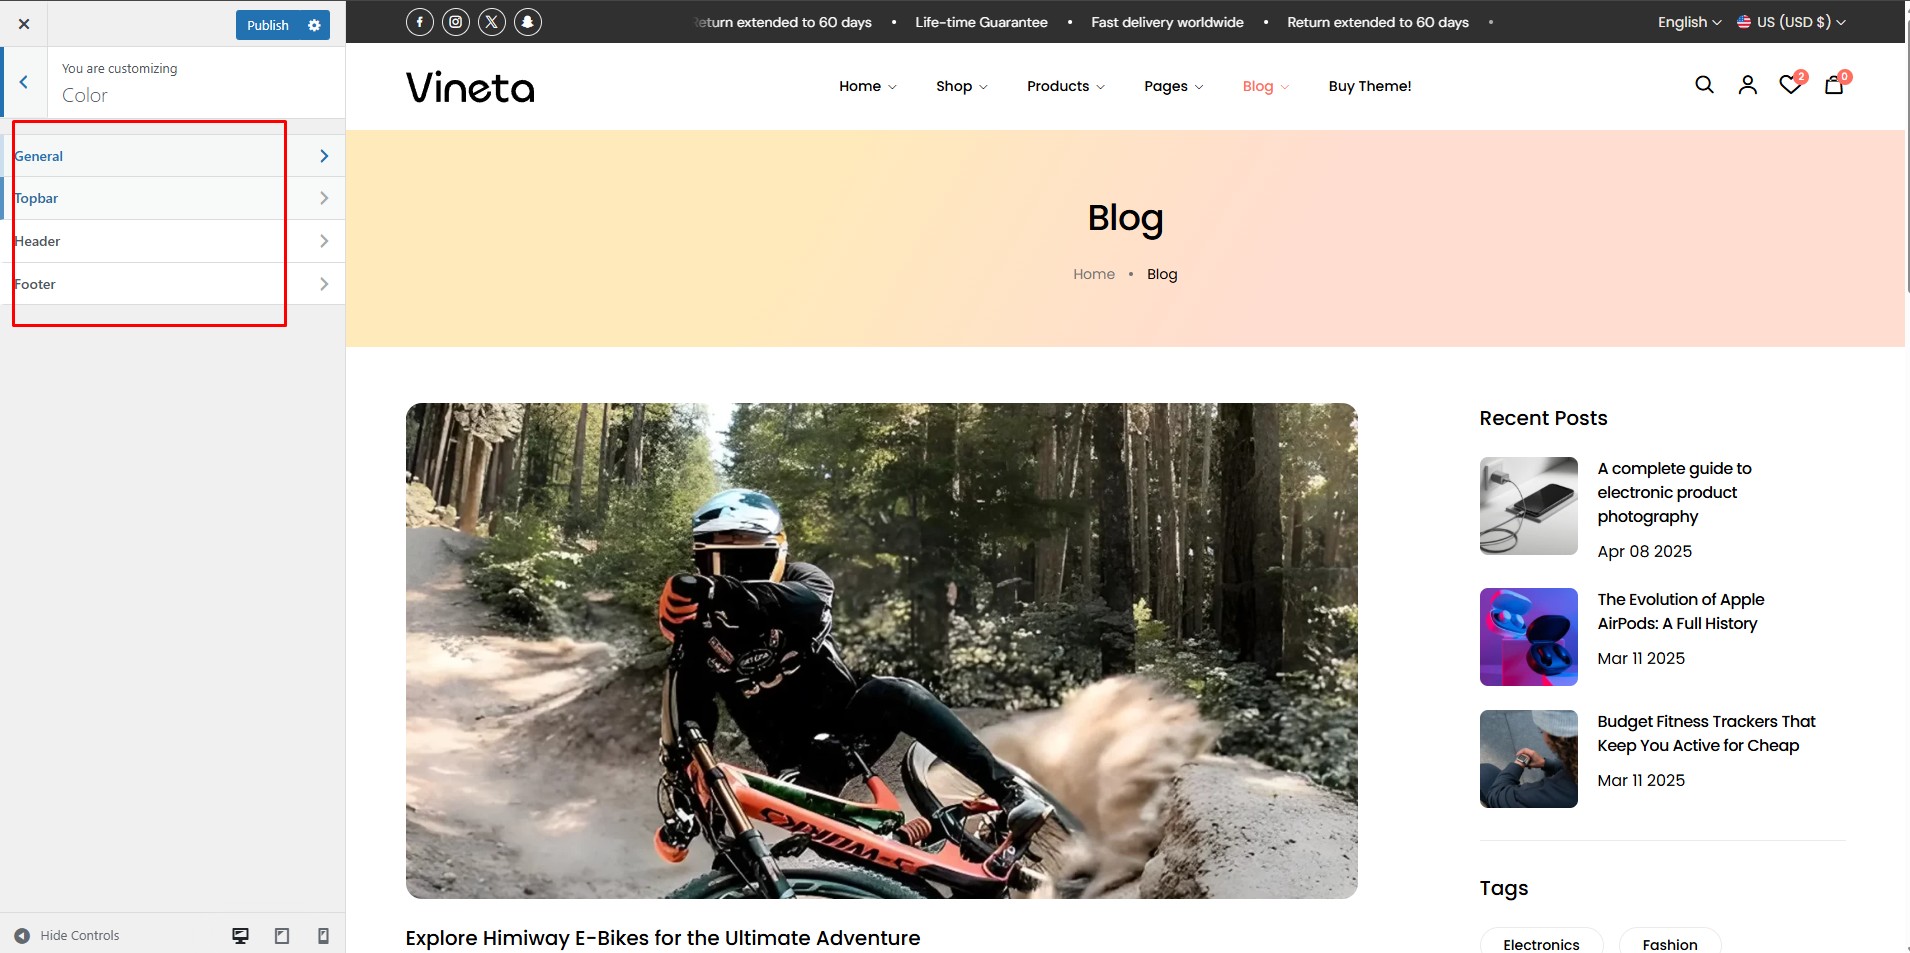 Publish
You are customizing
Color
General
Topbar
Header
Footer
Hide Controls
eturn extended to 60 days • Life-time Guarantee • Fast delivery worldwide • Return extended to 60 days •
English
US (USD $)
Vineta
Home
Shop
Products
Pages
Blog
Buy Theme!
2
0
Blog
Home • Blog
Explore Himiway E-Bikes for the Ultimate Adventure
Recent Posts
A complete guide to
electronic product
photography
Apr 08 2025
The Evolution of Apple
AirPods: A Full History
Mar 11 2025
Budget Fitness Trackers That
Keep You Active for Cheap
Mar 11 2025
Tags
Electronics
Fashion